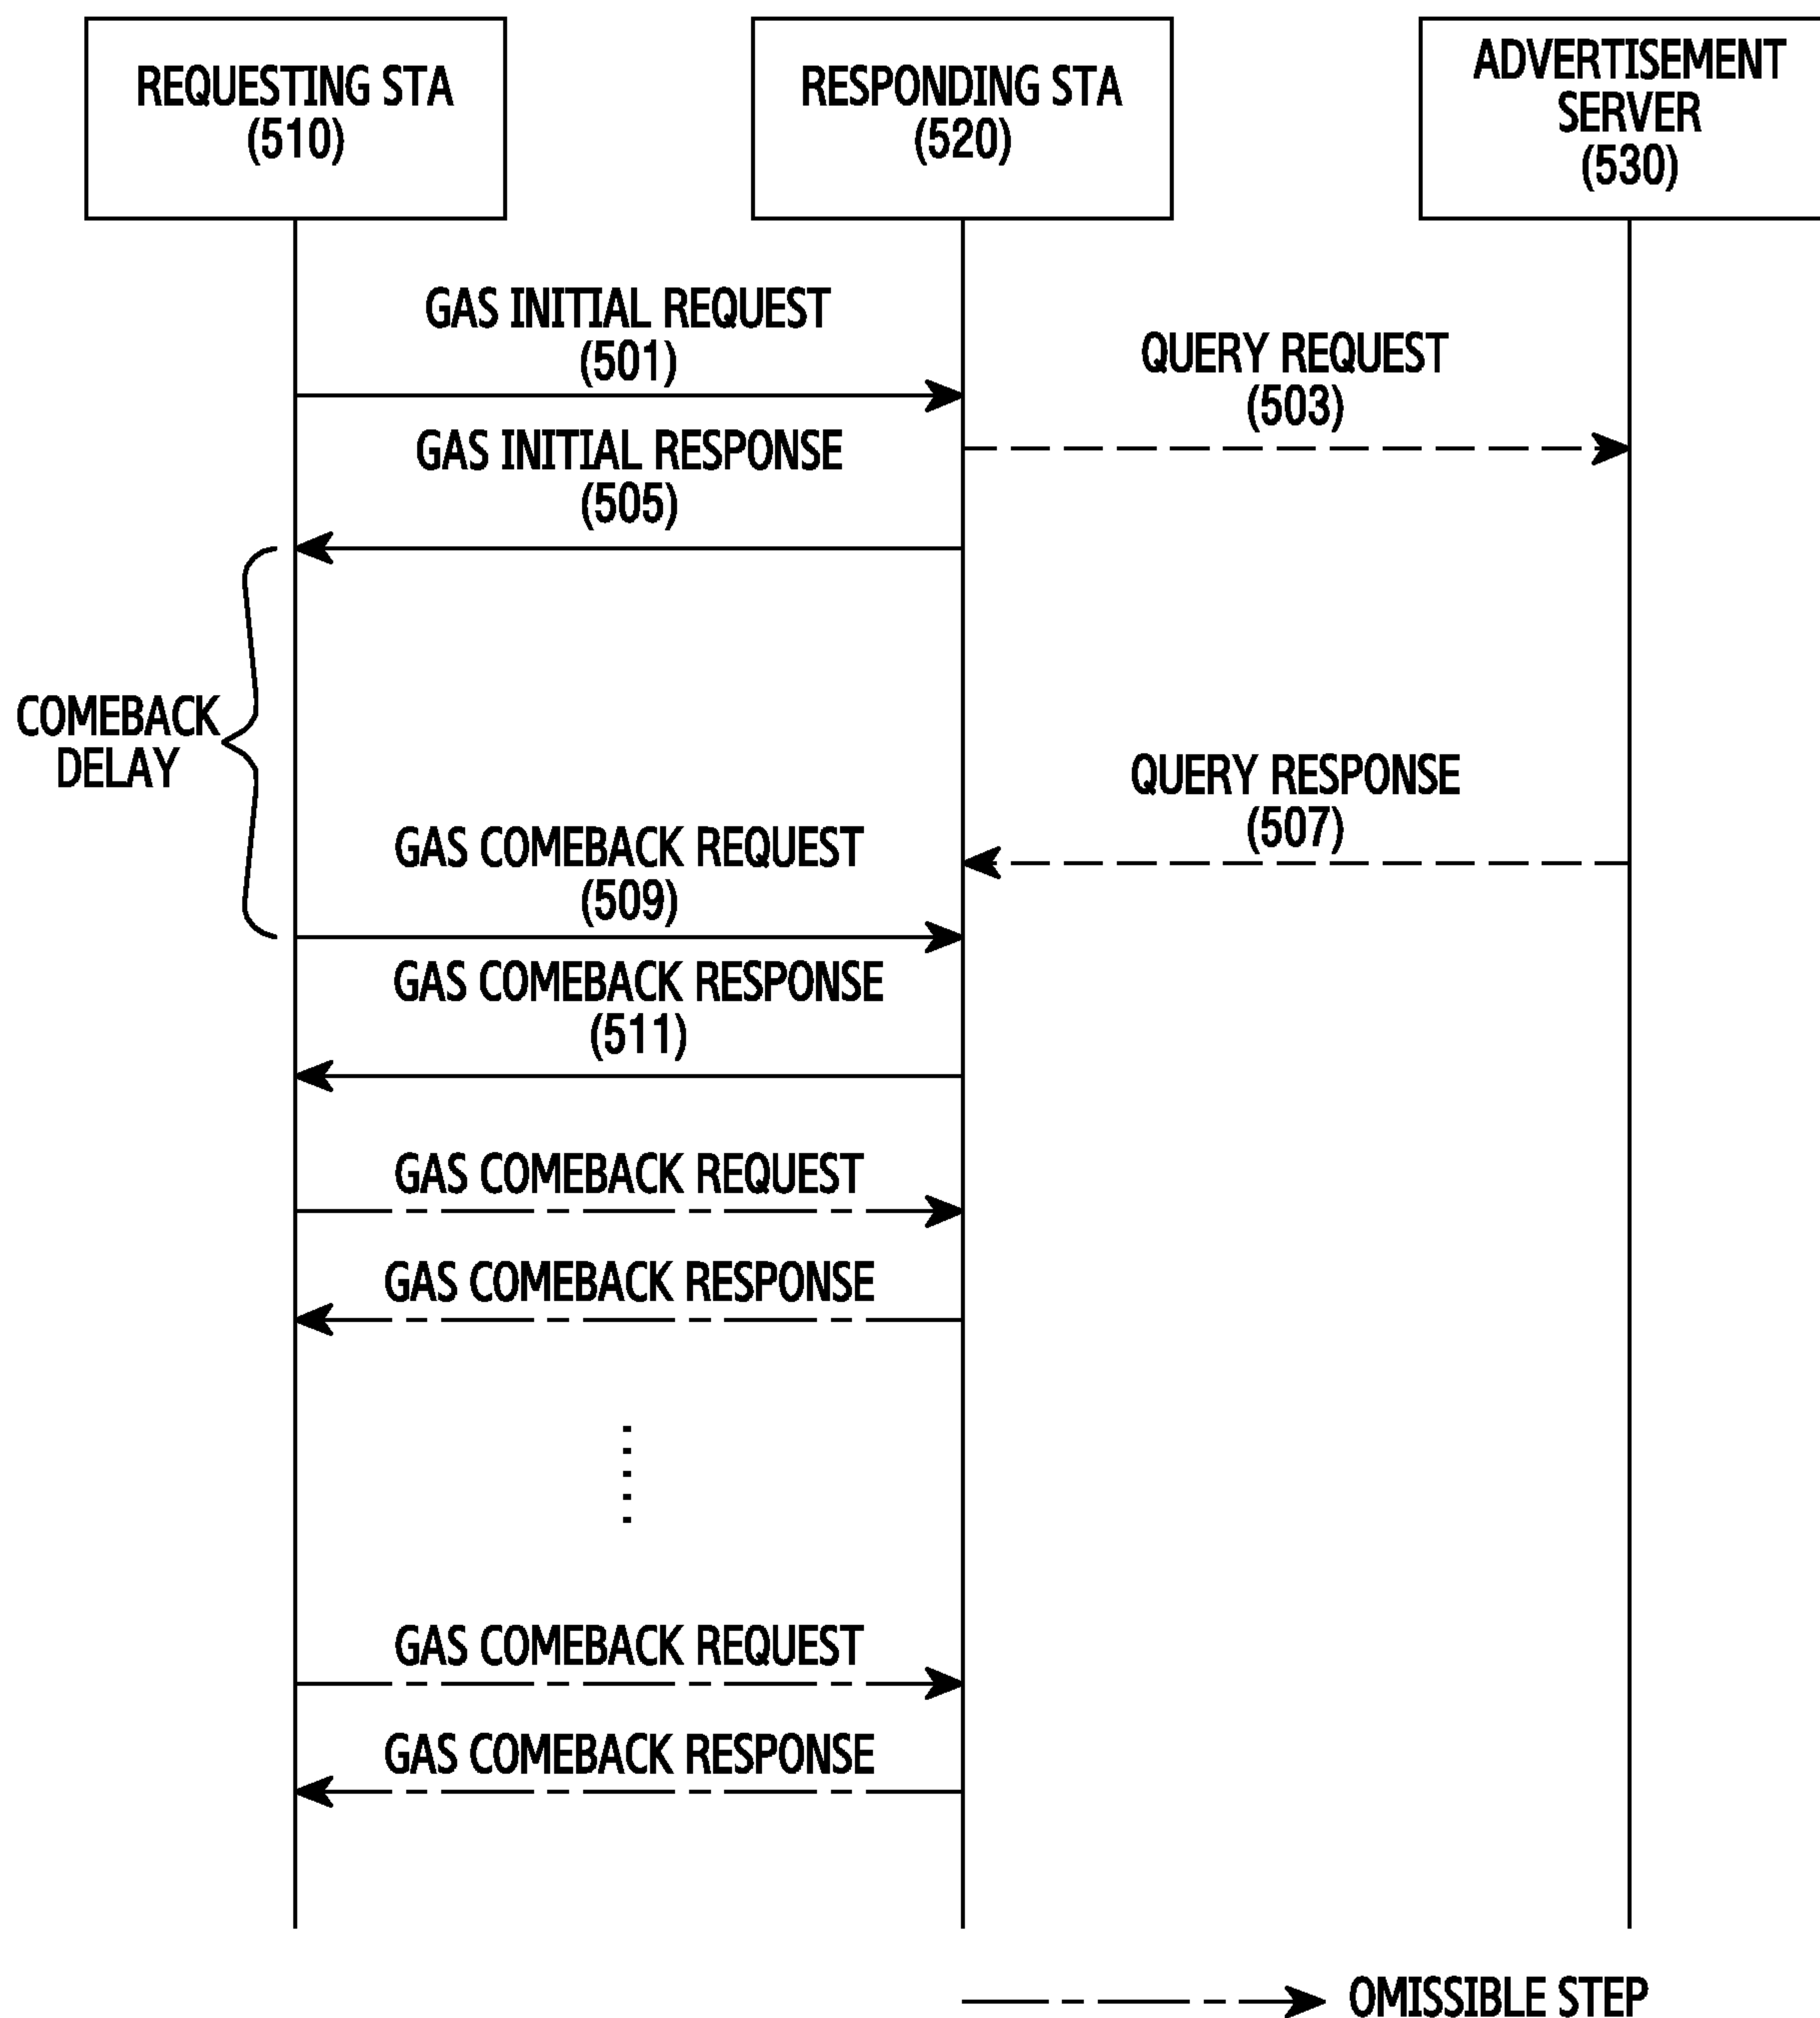 REQUESTING STA
(510)
RESPONDING STA
(520)
ADVERTISEMENT
SERVER
(530)
GAS INITIAL REQUEST
(501)
QUERY REQUEST
(503)
GAS INITIAL RESPONSE
(505)
COMEBACK
DELAY
QUERY RESPONSE
(507)
GAS COMEBACK REQUEST
(509)
GAS COMEBACK RESPONSE
(511)
GAS COMEBACK REQUEST
GAS COMEBACK RESPONSE
GAS COMEBACK REQUEST
GAS COMEBACK RESPONSE
OMISSIBLE STEP